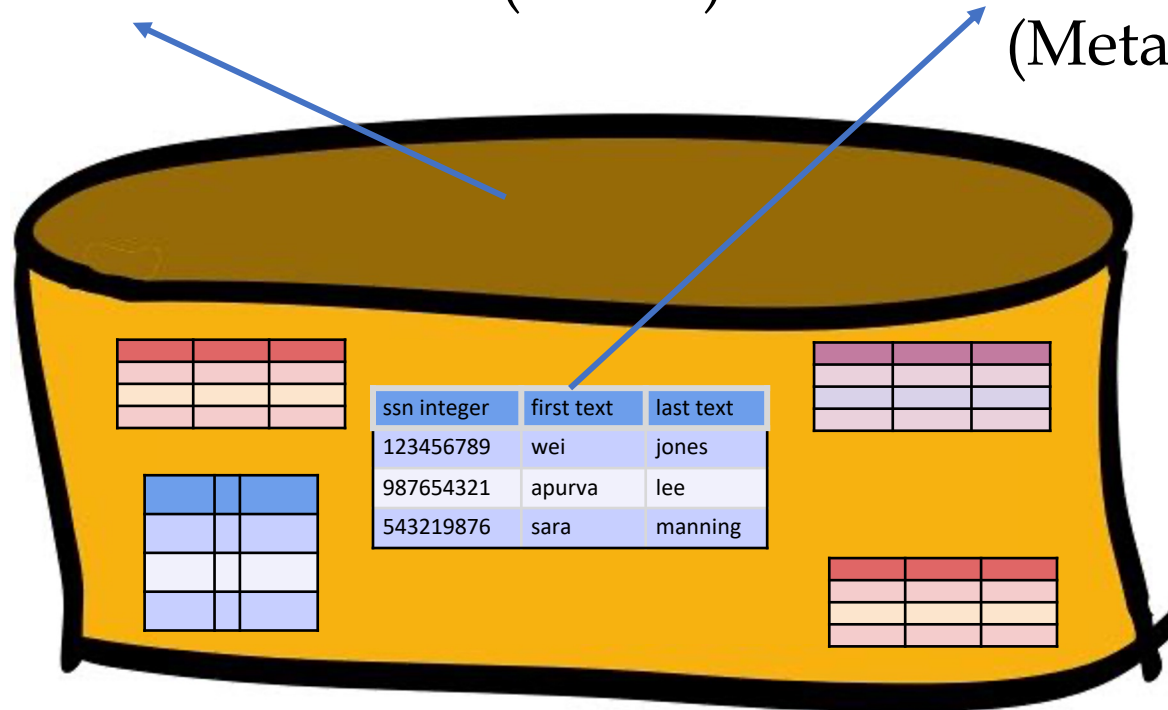 (Meta
ssn integer first text last text
123456789 wei jones
987654321 apurva lee
543219876 sara manning